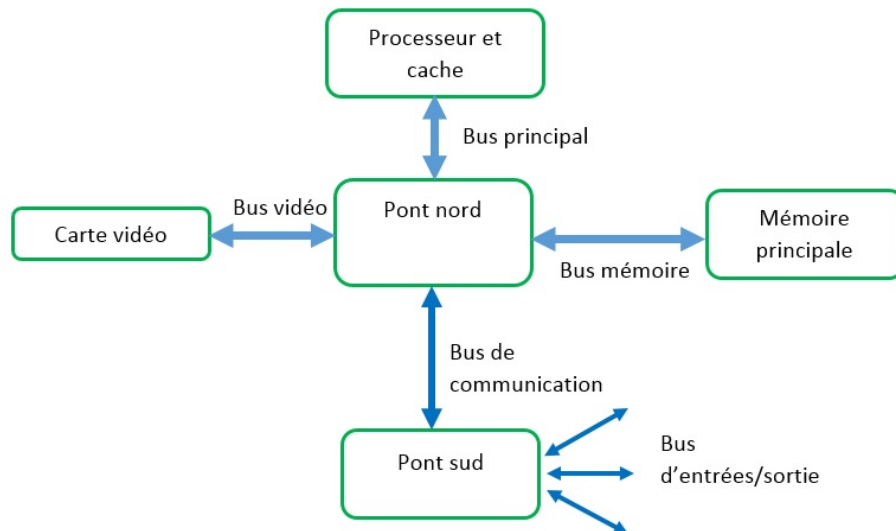 Processeur et
cache
Bus principal
Bus vidéo
Pont nord
Carte vidéo
Mémoire
principale
Bus mémoire
Bus de
communication
Pont sud
Bus
d’entrées/sortie